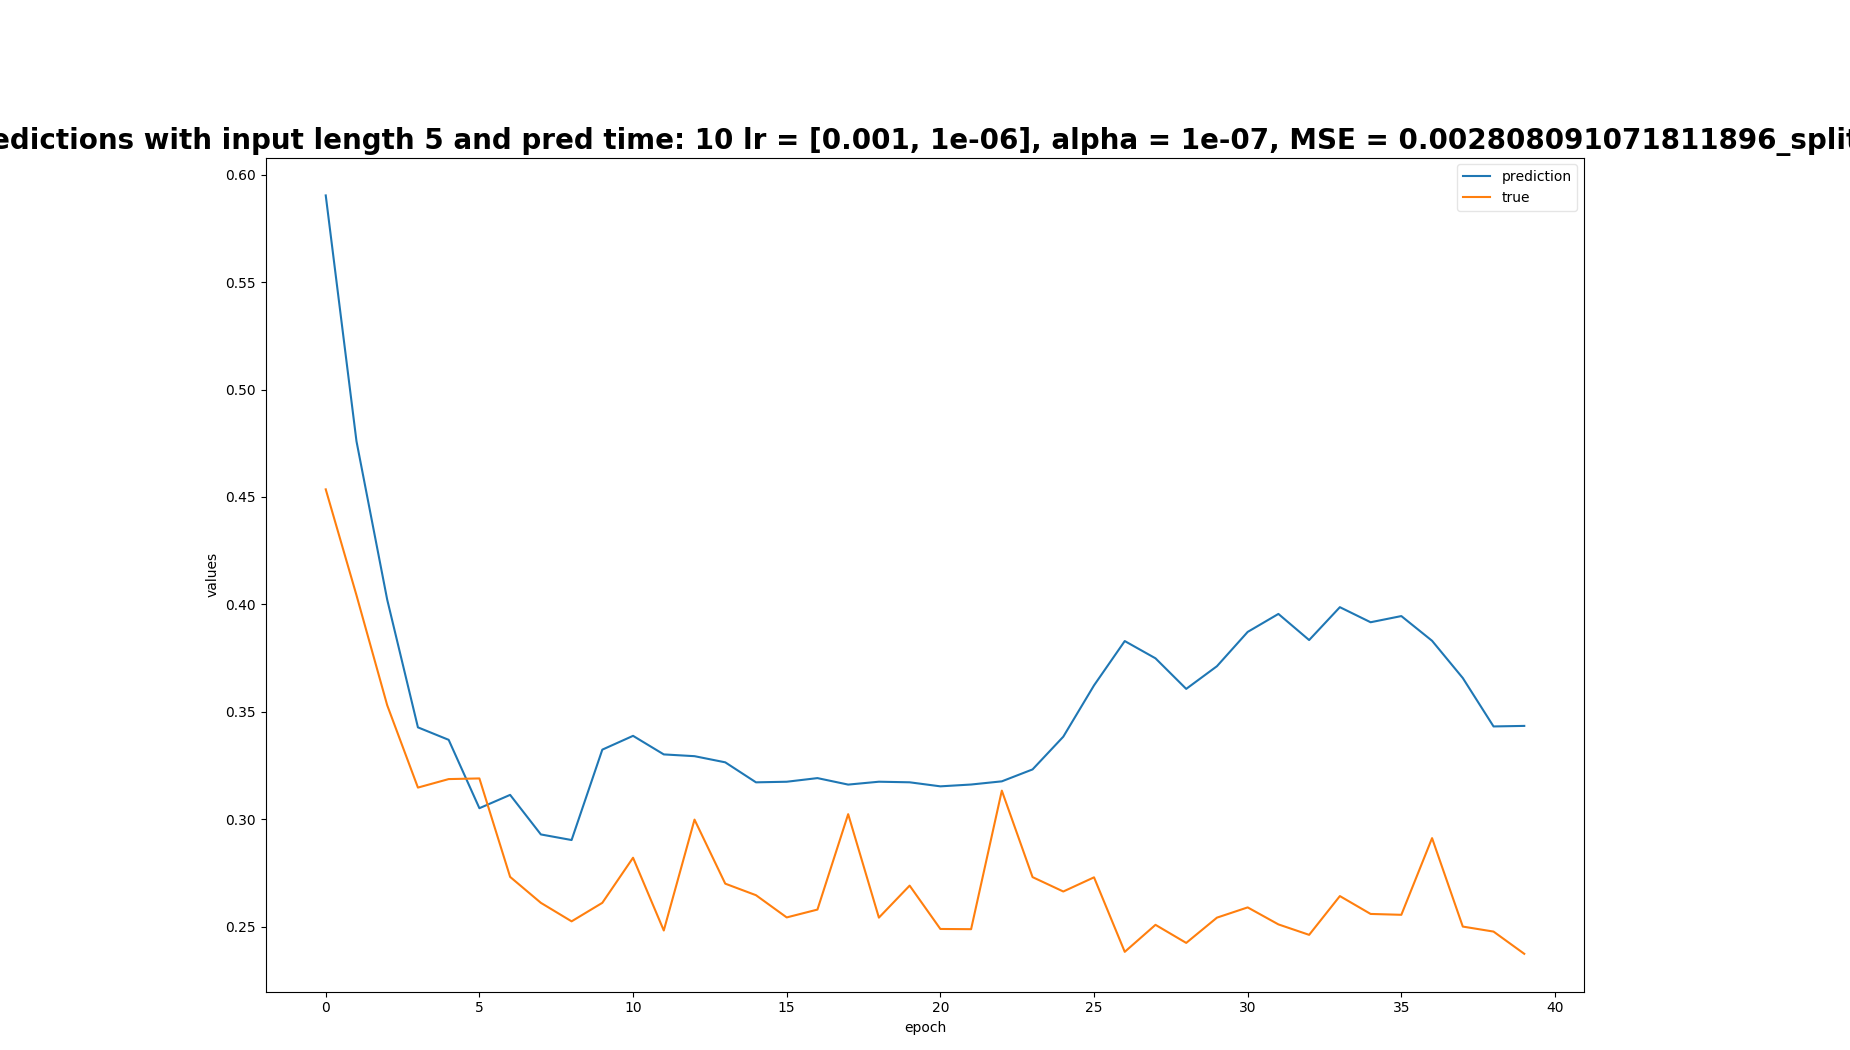 edictions with input length 5 and pred time: 10 lr = [0.001, 1e-06], alpha = 1e-07, MSE = 0.002808091071811896_split
prediction
true
0.60
0.55
0.50
0.45
0.40
0.35
0.30
0.25
values
0 5 10 15 20 25 30 35 40
epoch